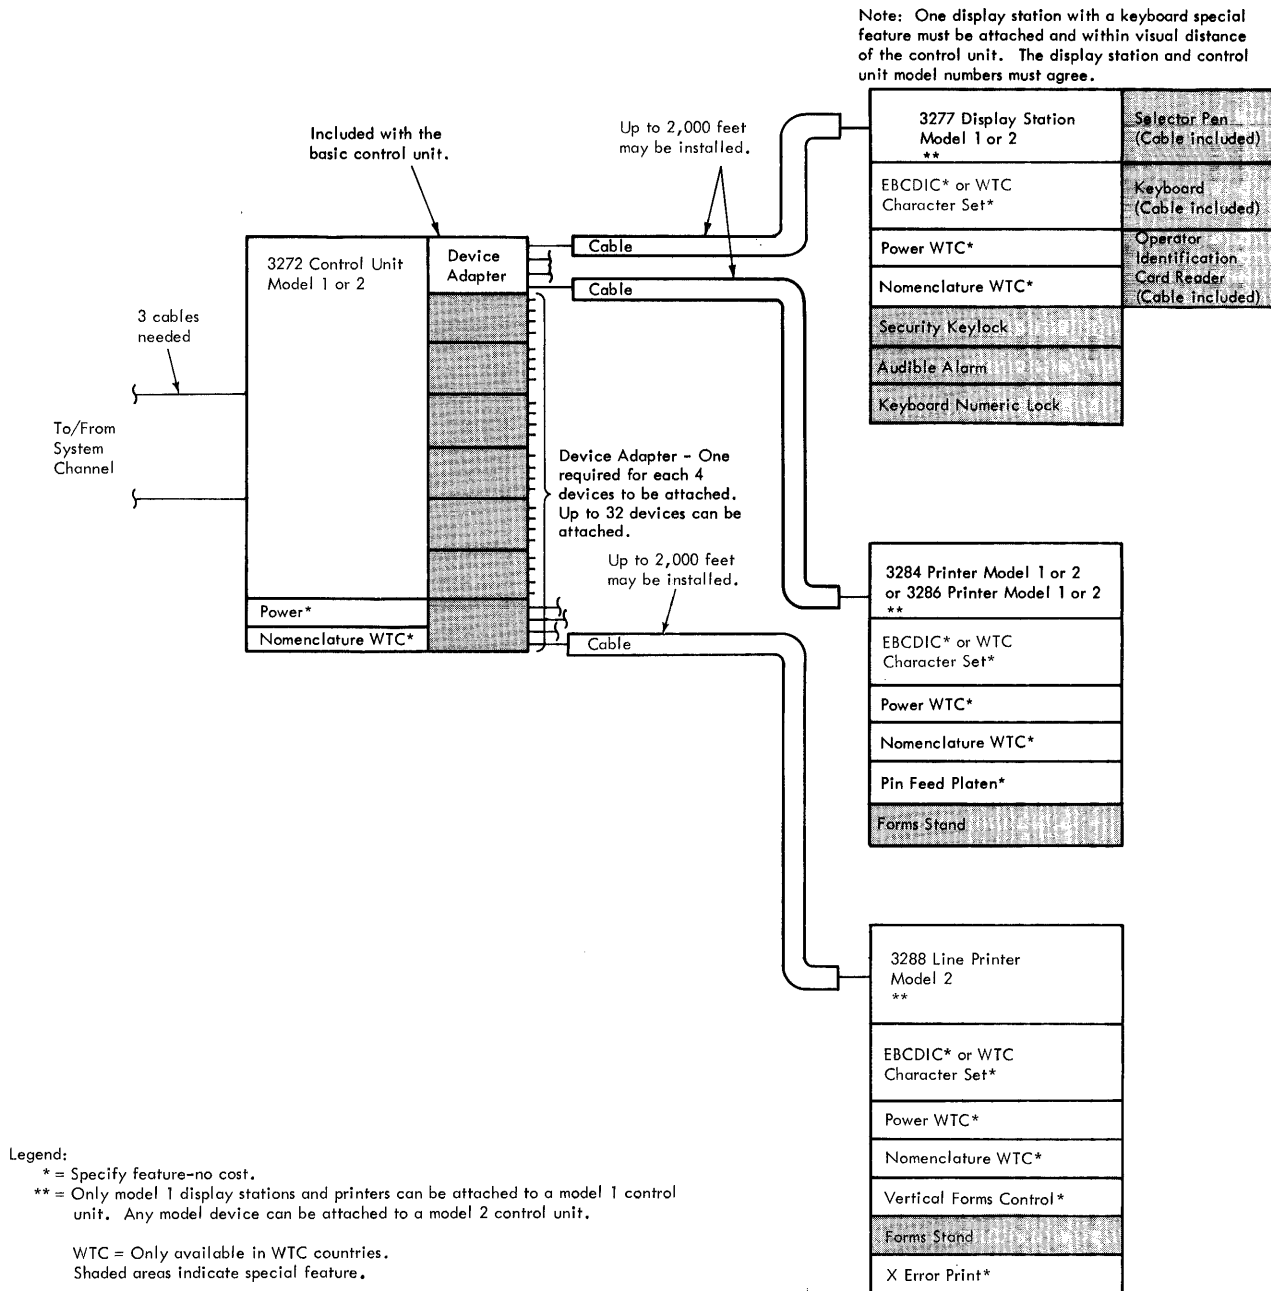 Note: One display station with a keyboard special
feature must be attached and within visual distance
of the control unit. The display station and control
unit model numbers must agree.
Included with the
basic control unit.
Up to 2,000 feet
may be installed.
3277 Display Station
Model 1 or 2
**
Selector Pen
(Cable included)
EBCDIC* or WTC
Character Set*
Keyboard
(Cable included)
Power WTC*
Nomenclature WTC*
Operator
Identification
Card Reader
(Cable included)
Security Keylock
Audible Alarm
Keyboard Numeric Lock
Cable
Cable
3272 Control Unit
Model 1 or 2
Device
Adapter
3 cables
needed
To/From
System
Channel
Device Adapter - One
required for each 4
devices to be attached.
Up to 32 devices can be
attached.
Up to 2,000 feet
may be installed.
Power*
Nomenclature WTC*
Cable
3284 Printer Model 1 or 2
or 3286 Printer Model 1 or 2
**
EBCDIC* or WTC
Character Set*
Power WTC*
Nomenclature WTC*
Pin Feed Platen*
Forms Stand
3288 Line Printer
Model 2
**
EBCDIC* or WTC
Character Set*
Power WTC*
Nomenclature WTC*
Vertical Forms Control*
Forms Stand
X Error Print*
Legend:
* = Specify feature-no cost.
** = Only model 1 display stations and printers can be attached to a model 1 control
unit. Any model device can be attached to a model 2 control unit.
WTC = Only available in WTC countries.
Shaded areas indicate special feature.